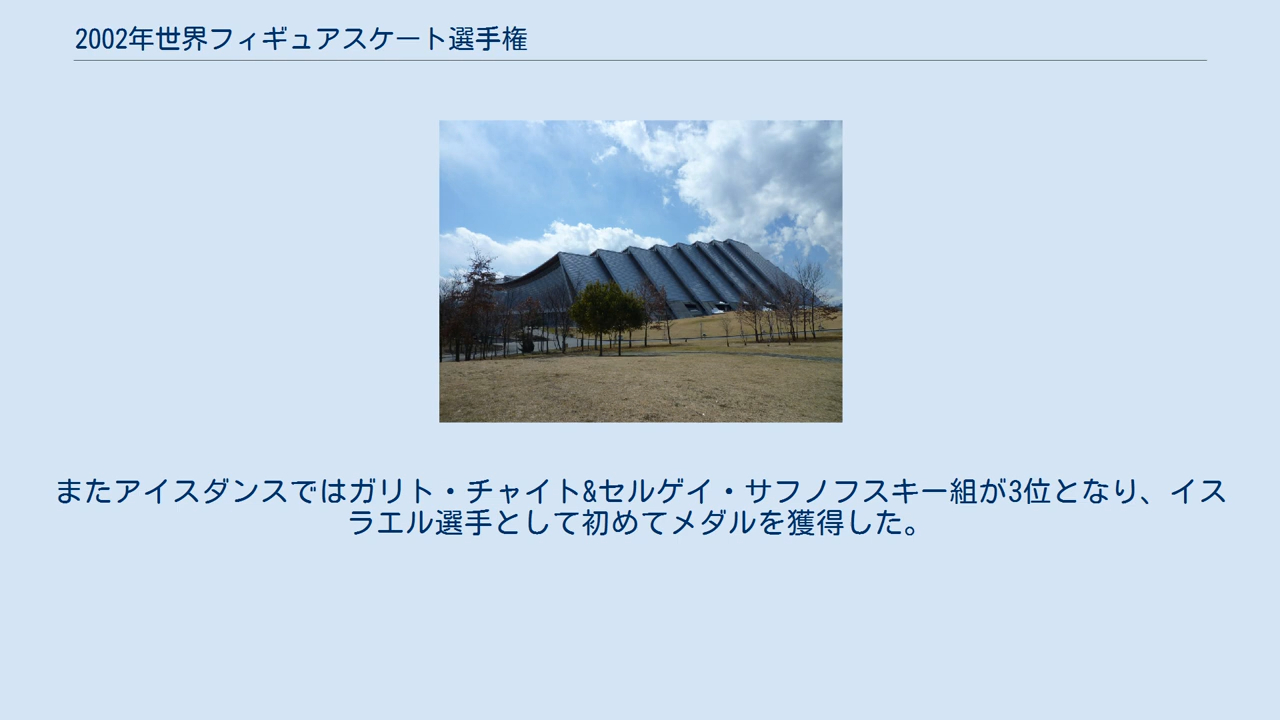 2002年世界フィギュアスケート選手権
またアイスダンスではガリト・チャイト&セルゲイ・サフノフスキー組が3位となり、イス
ラエル選手として初めてメダルを獲得した。